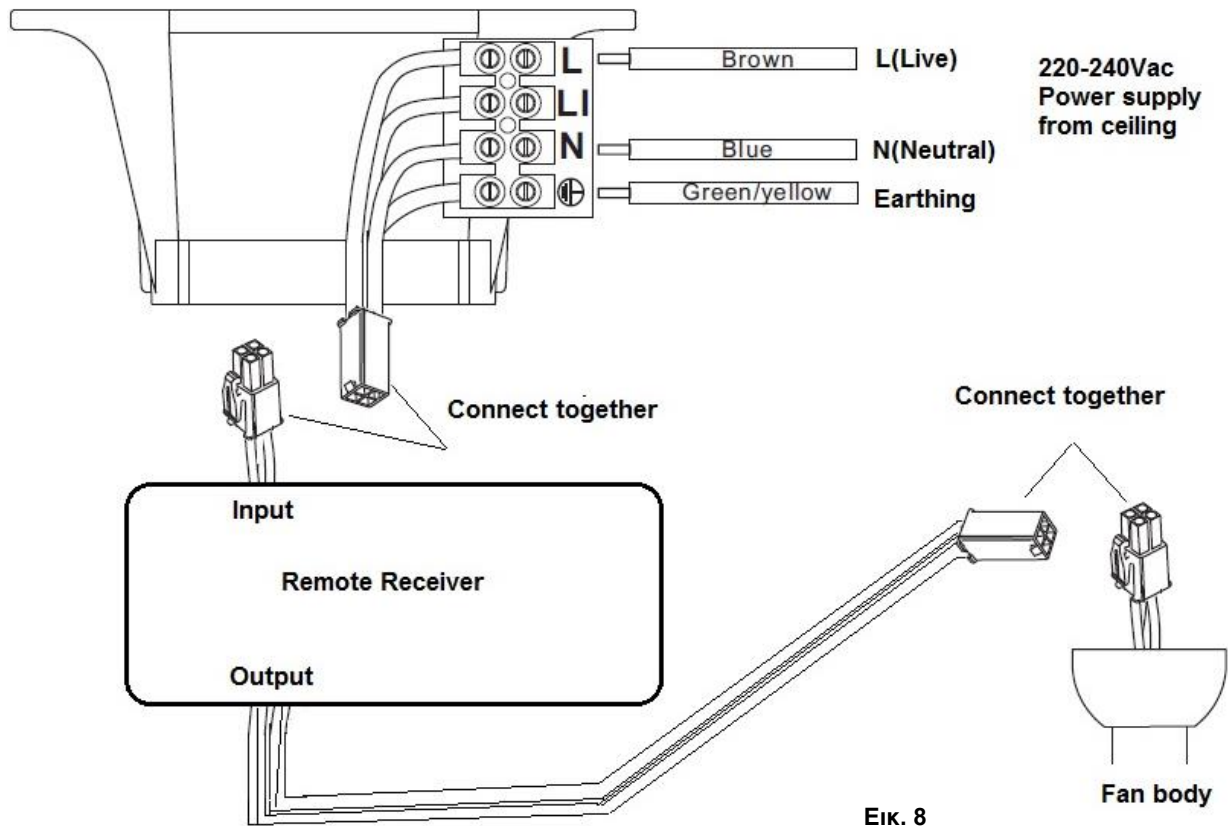 L
LI
N
Brown
L(Live)
Blue
N(Neutral)
Green/yellow
Earthing
220-240Vac
Power supply
from ceiling
Connect together
Connect together
Input
Remote Receiver
Output
Fan body
Εικ. 8